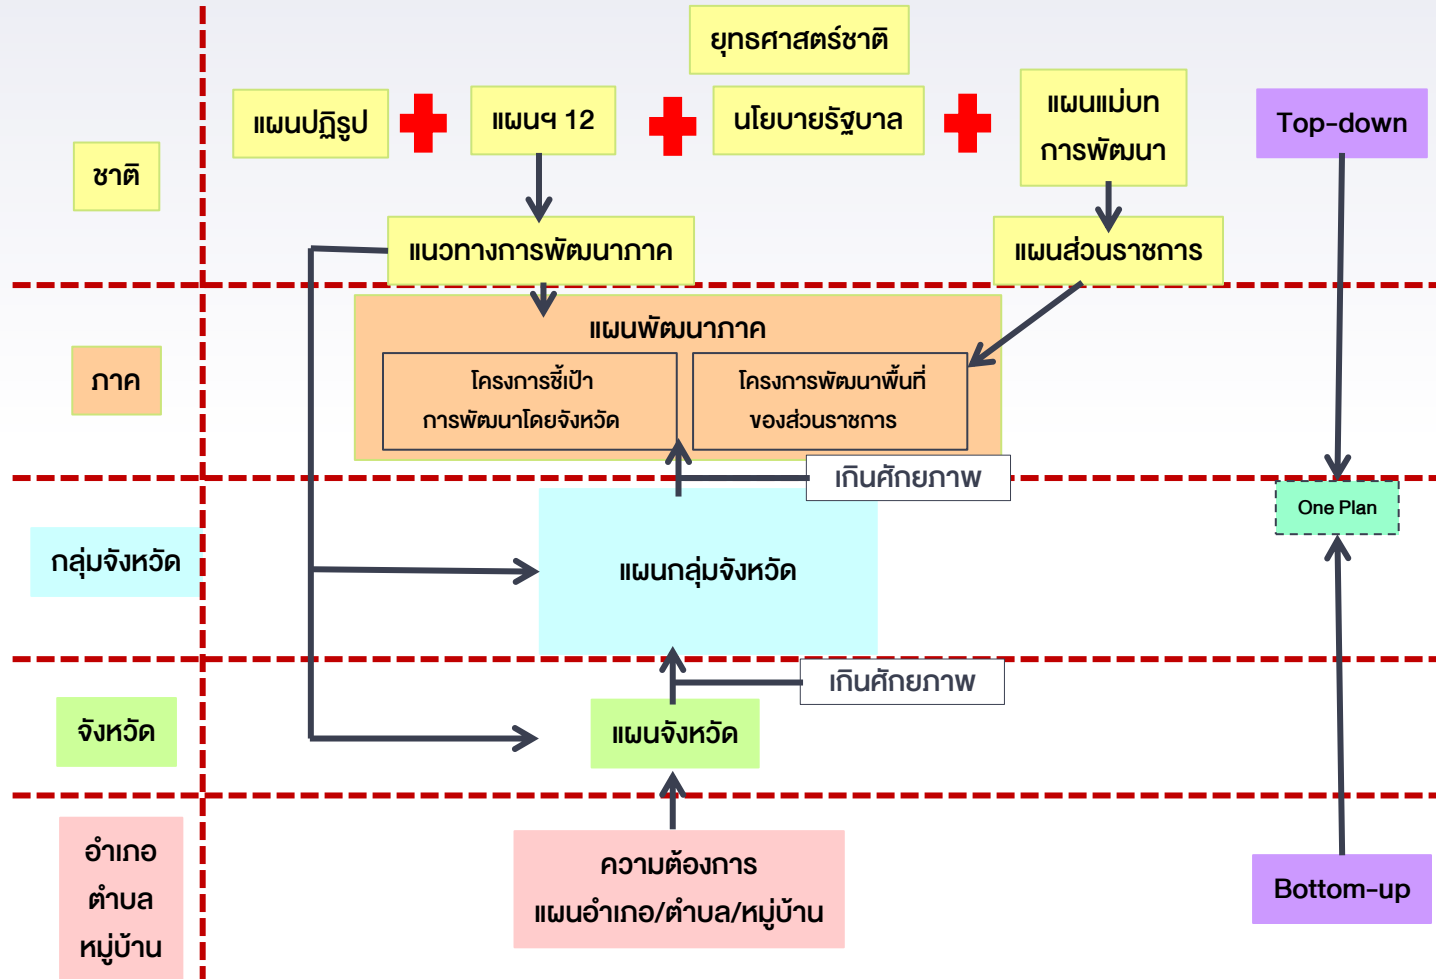 ยุทธศาสตร์ชาติ
แผนปฏิรูป
แผนฯ 12
นโยบายรัฐบาล
แผนแม่บท
การพัฒนา
Top-down
ชาติ
แนวทางการพัฒนาภาค
แผนส่วนราชการ
ภาค
แผนพัฒนาภาค
โครงการชี้เป้า
การพัฒนาโดยจังหวัด
โครงการพัฒนาพื้นที่
ของส่วนราชการ
เกินศักยภาพ
One Plan
กลุ่มจังหวัด
แผนกลุ่มจังหวัด
เกินศักยภาพ
จังหวัด
แผนจังหวัด
อำเภอ
ตำบล
หมู่บ้าน
ความต้องการ
แผนอำเภอ/ตำบล/หมู่บ้าน
Bottom-up